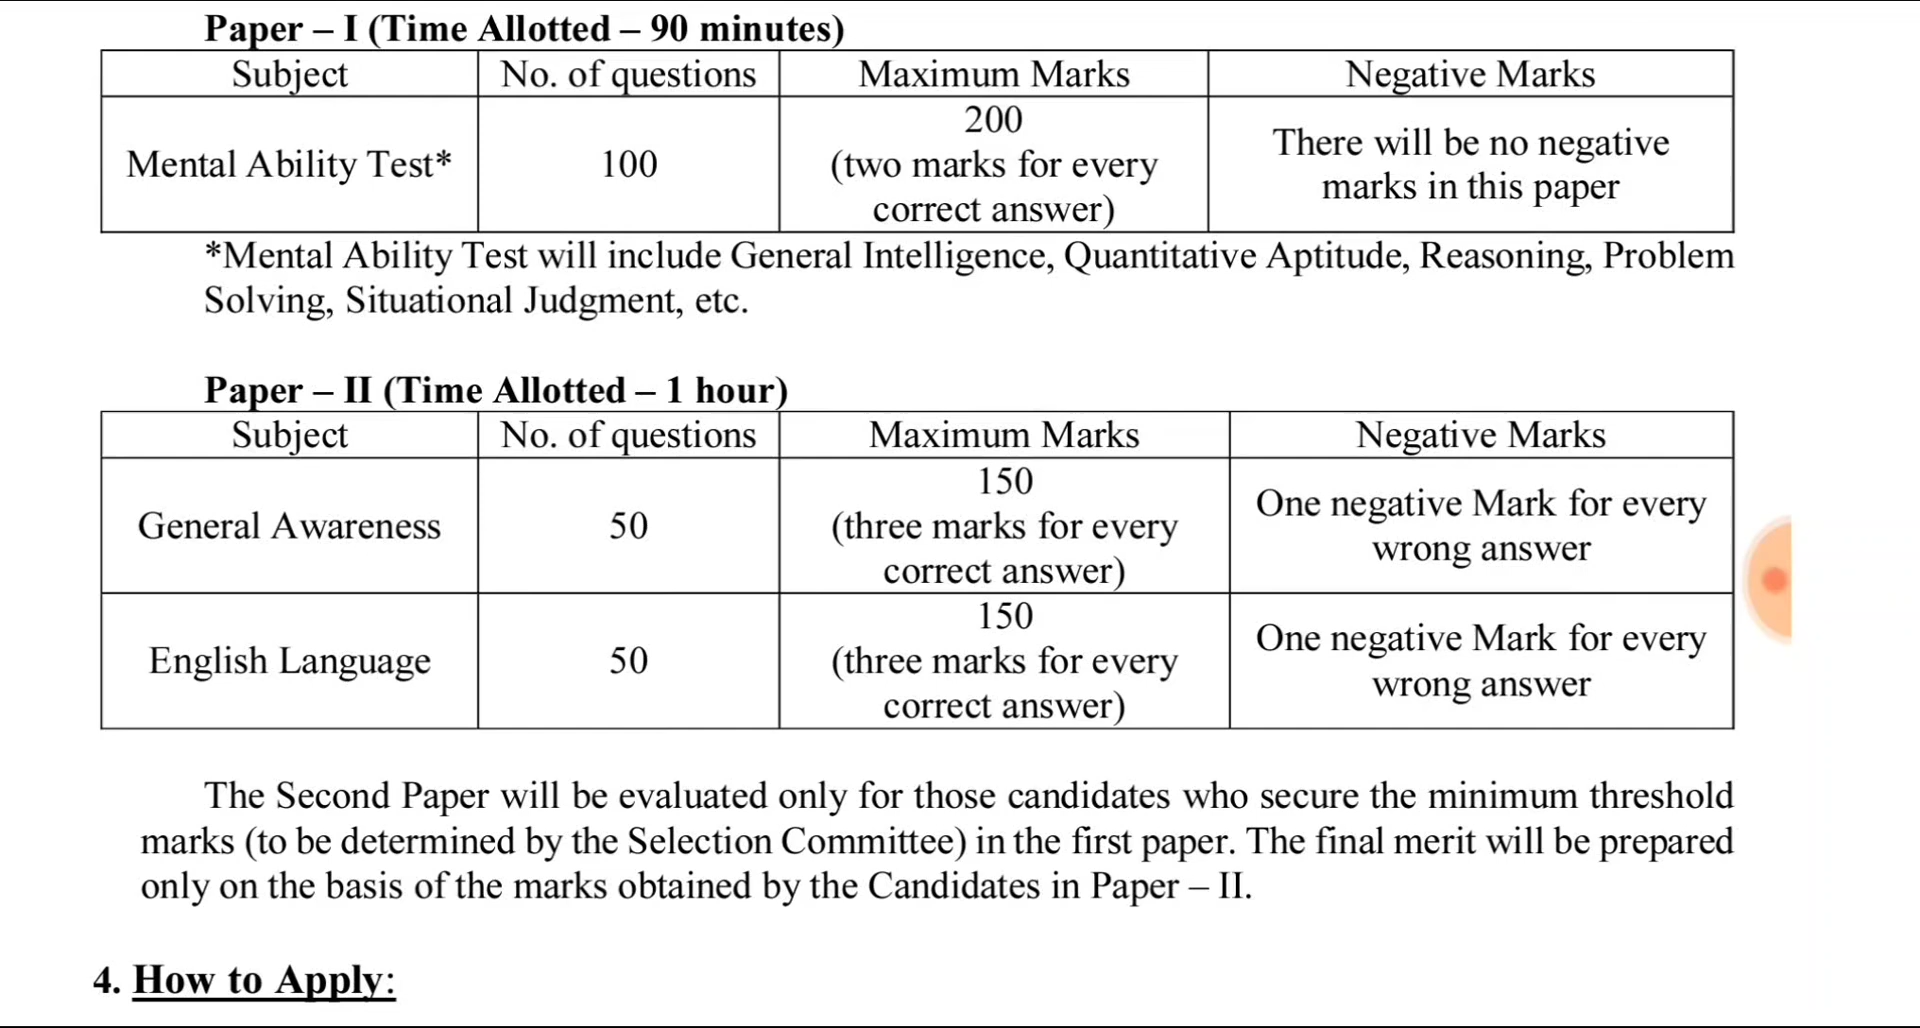 Paper – I (Time Allotted – 90 minutes)
Subject No. of questions Maximum Marks Negative Marks
Mental Ability Test* 100 200 (two marks for every correct answer) There will be no negative marks in this paper
*Mental Ability Test will include General Intelligence, Quantitative Aptitude, Reasoning, Problem
Solving, Situational Judgment, etc.
Paper – II (Time Allotted – 1 hour)
Subject No. of questions Maximum Marks Negative Marks
General Awareness 50 150 (three marks for every correct answer) One negative Mark for every wrong answer
English Language 50 150 (three marks for every correct answer) One negative Mark for every wrong answer
The Second Paper will be evaluated only for those candidates who secure the minimum threshold
marks (to be determined by the Selection Committee) in the first paper. The final merit will be prepared
only on the basis of the marks obtained by the Candidates in Paper – II.
4. How to Apply: